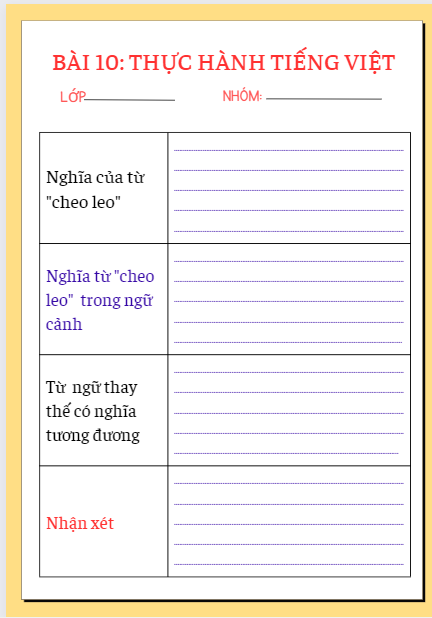 BÀI 10: THỰC HÀNH TIẾNG VIỆT
LỚP NHÓM:
Nghĩa của từ
"cheo leo"
Nghĩa từ "cheo
leo" trong ngữ
cảnh
Từ ngữ thay
thế có nghĩa
tương đương
Nhận xét